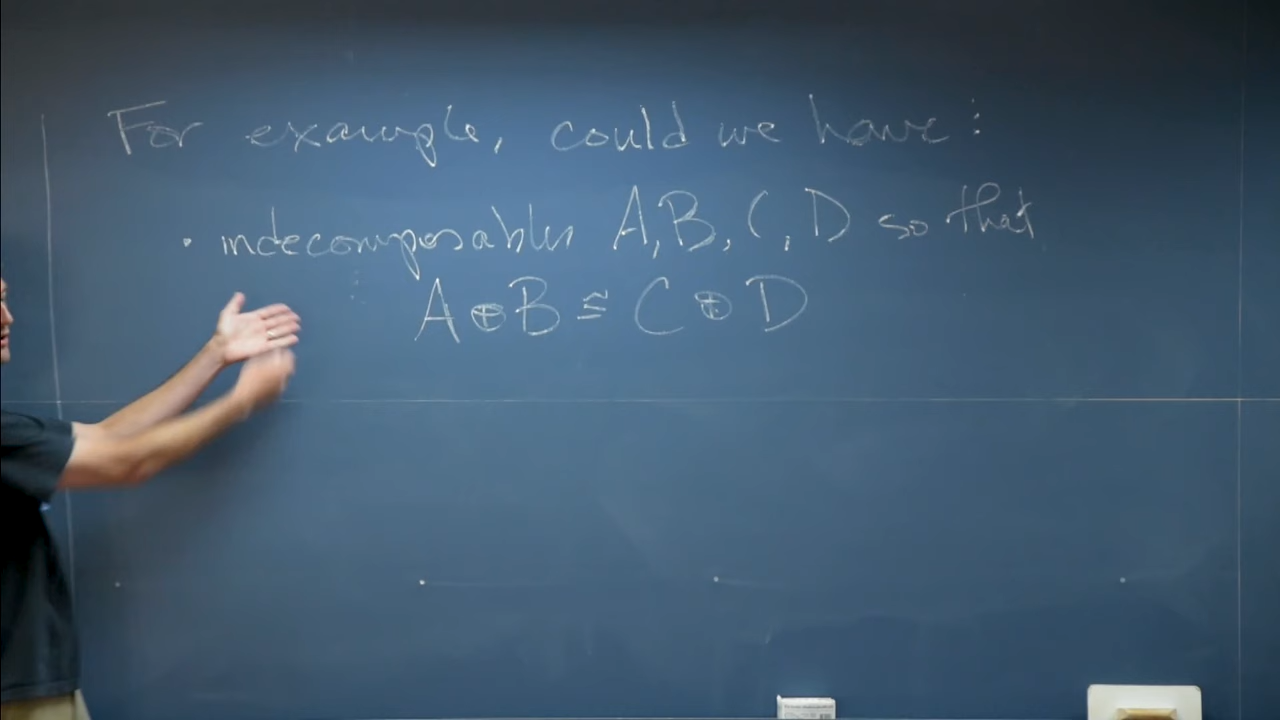 For example, could we have:
· indecomposables A, B, C, D so that
A ⊕ B ≅ C ⊕ D